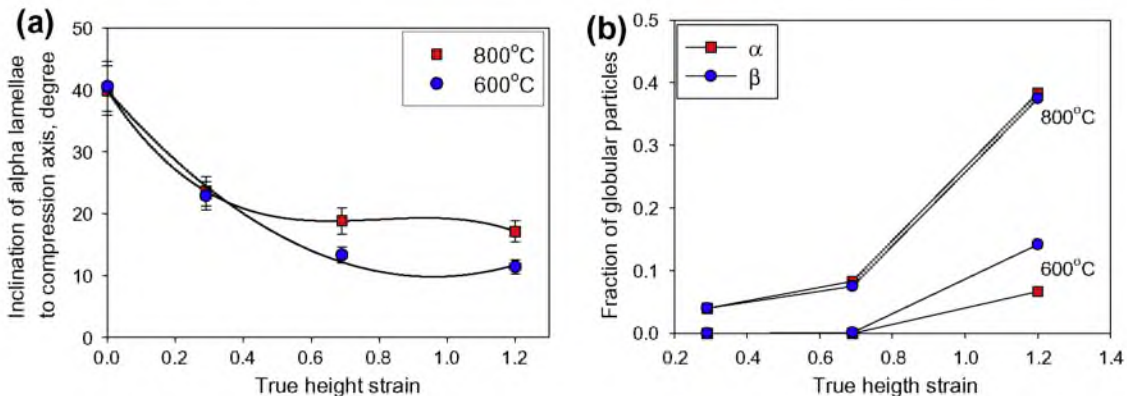 (a)
50
40
30
20
10
0
Inclination of alpha lamellae
to compression axis, degree
800°C
600°C
0.0 0.2 0.4 0.6 0.8 1.0 1.2
True height strain
(b)
0.5
0.4
0.3
0.2
0.1
0.0
Fraction of globular particles
α
β
800°C
600°C
0.2 0.4 0.6 0.8 1.0 1.2 1.4
True heigth strain